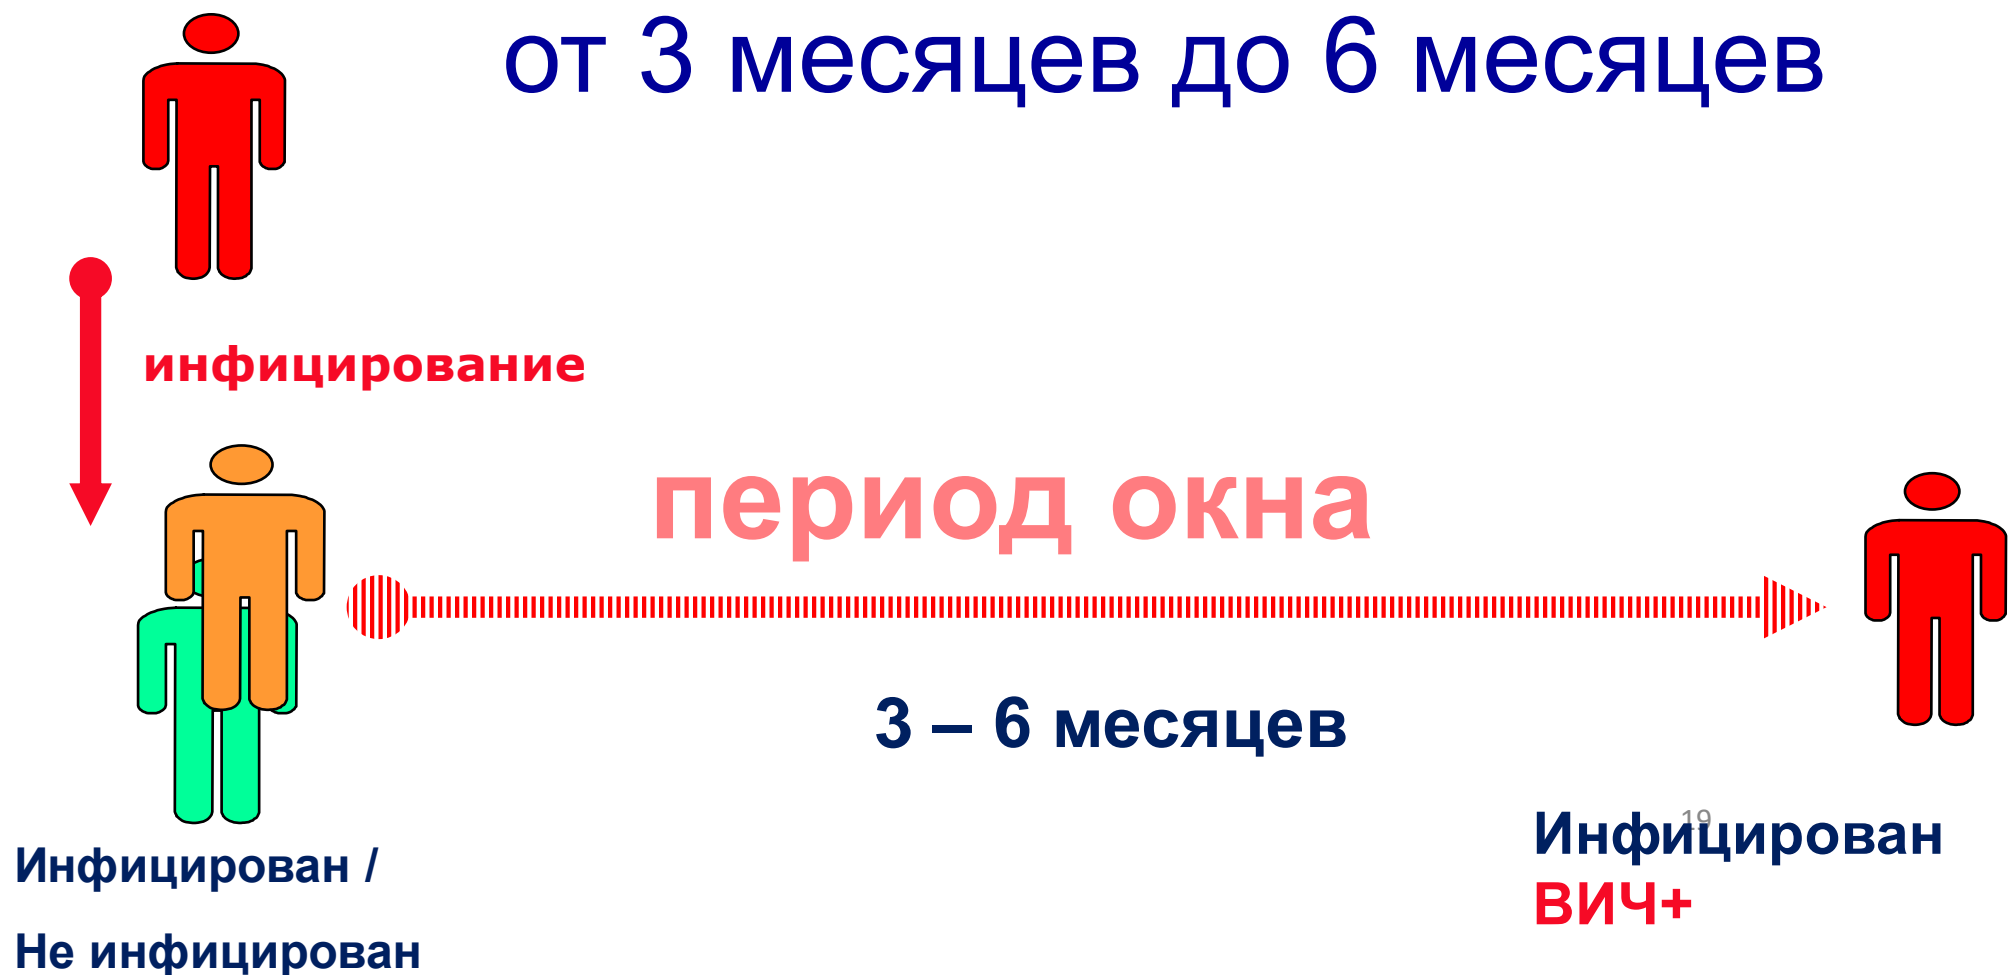 от 3 месяцев до 6 месяцев
инфицирование
период окна
3 – 6 месяцев
Инфицирован /
Не инфицирован
19
Инфицирован
ВИЧ+